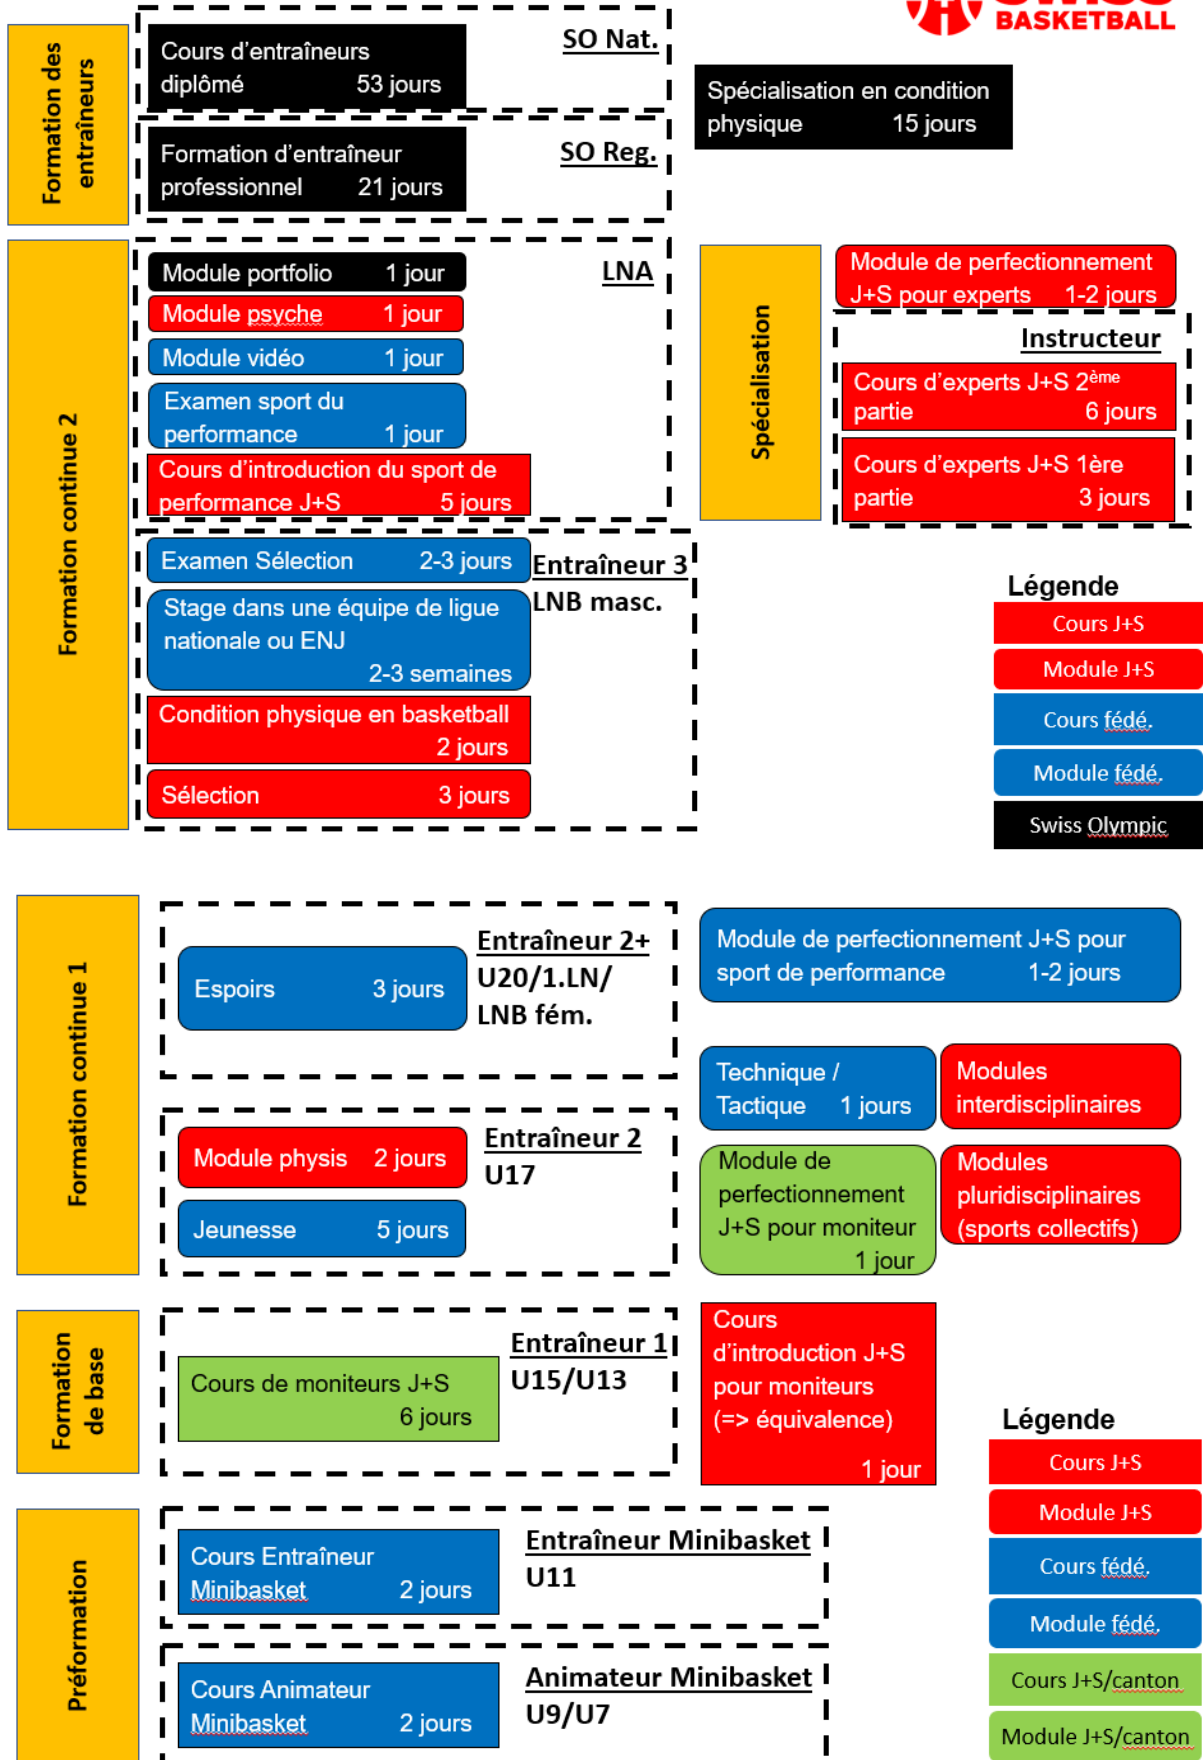 SWISS
BASKETBALL
Formation des
entraîneurs
Cours d'entraîneurs
diplômé 53 jours
SO Nat.
Formation d'entraîneur
professionnel 21 jours
SO Reg.
Spécialisation en condition
physique 15 jours
Formation continue 2
Module portfolio 1 jour
Module psyche 1 jour
Module vidéo 1 jour
Examen sport du
performance 1 jour
Cours d'introduction du sport de
performance J+S 5 jours
LNA
Examen Sélection 2-3 jours
Stage dans une équipe de ligue
nationale ou ENJ
2-3 semaines
Condition physique en basketball
2 jours
Sélection 3 jours
Entraîneur 3
LNB masc.
Spécialisation
Module de perfectionnement
J+S pour experts 1-2 jours
Instructeur
Cours d'experts J+S 2ème
partie 6 jours
Cours d'experts J+S 1ère
partie 3 jours
Légende
Cours J+S
Module J+S
Cours fédé.
Module fédé.
Swiss Olympic
Formation continue 1
Espoirs 3 jours
Entraîneur 2+
U20/1.LN/
LNB fém.
Module physis 2 jours
Jeunesse 5 jours
Entraîneur 2
U17
Module de perfectionnement J+S pour
sport de performance 1-2 jours
Technique /
Tactique 1 jours
Modules
interdisciplinaires
Module de
perfectionnement
J+S pour moniteur
1 jour
Modules
pluridisciplinaires
(sports collectifs)
Formation
de base
Cours de moniteurs J+S
6 jours
Entraîneur 1
U15/U13
Cours
d'introduction J+S
pour moniteurs
(=> équivalence)
1 jour
Préformation
Cours Entraîneur
Minibasket 2 jours
Entraîneur Minibasket
U11
Cours Animateur
Minibasket 2 jours
Animateur Minibasket
U9/U7
Légende
Cours J+S
Module J+S
Cours fédé.
Module fédé.
Cours J+S/canton
Module J+S/canton